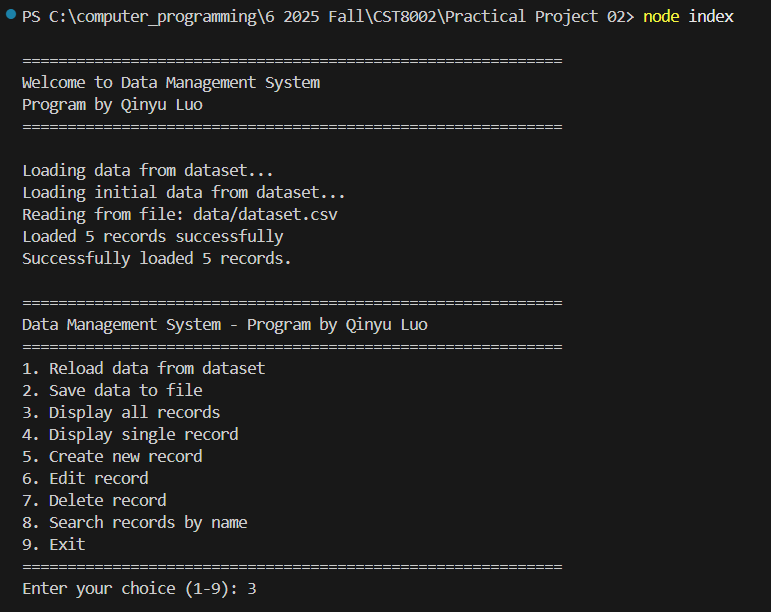 PS C:\computer_programming\6 2025 Fall\CST8002\Practical Project 02> node index
============================================================
Welcome to Data Management System
Program by Qinyu Luo
============================================================
Loading data from dataset...
Loading initial data from dataset...
Reading from file: data/dataset.csv
Loaded 5 records successfully
Successfully loaded 5 records.
============================================================
Data Management System - Program by Qinyu Luo
============================================================
1. Reload data from dataset
2. Save data to file
3. Display all records
4. Display single record
5. Create new record
6. Edit record
7. Delete record
8. Search records by name
9. Exit
============================================================
Enter your choice (1-9): 3